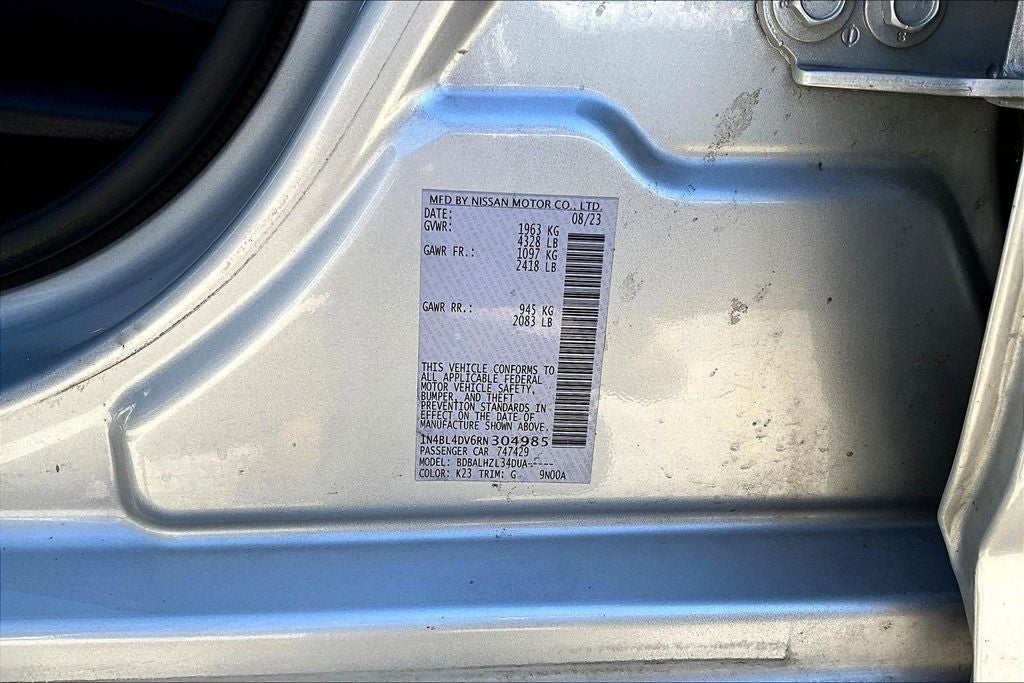 MFD BY NISSAN MOTOR CO., LTD.
DATE: 08/23
GVWR: 1963 KG
4328 LB
GAWR FR.: 1097 KG
2418 LB
GAWR RR.: 945 KG
2083 LB
THIS VEHICLE CONFORMS TO
ALL APPLICABLE FEDERAL
MOTOR VEHICLE SAFETY,
BUMPER, AND THEFT
PREVENTION STANDARDS IN
EFFECT ON THE DATE OF
MANUFACTURE SHOWN ABOVE.
1N4BL4DV6RN304985
PASSENGER CAR 747429
MODEL: BDBALHZL34DUA-----
COLOR: K23 TRIM: G 9N00A